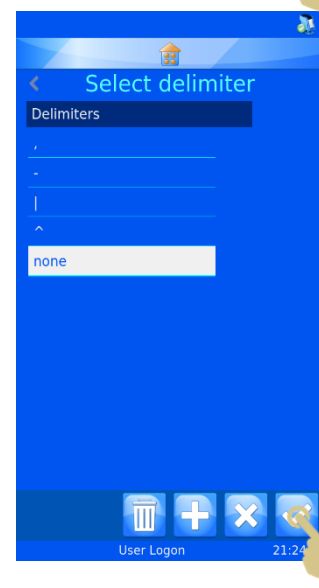 Select delimiter
Delimiters
,
-
|
^
none
User Logon 21:24